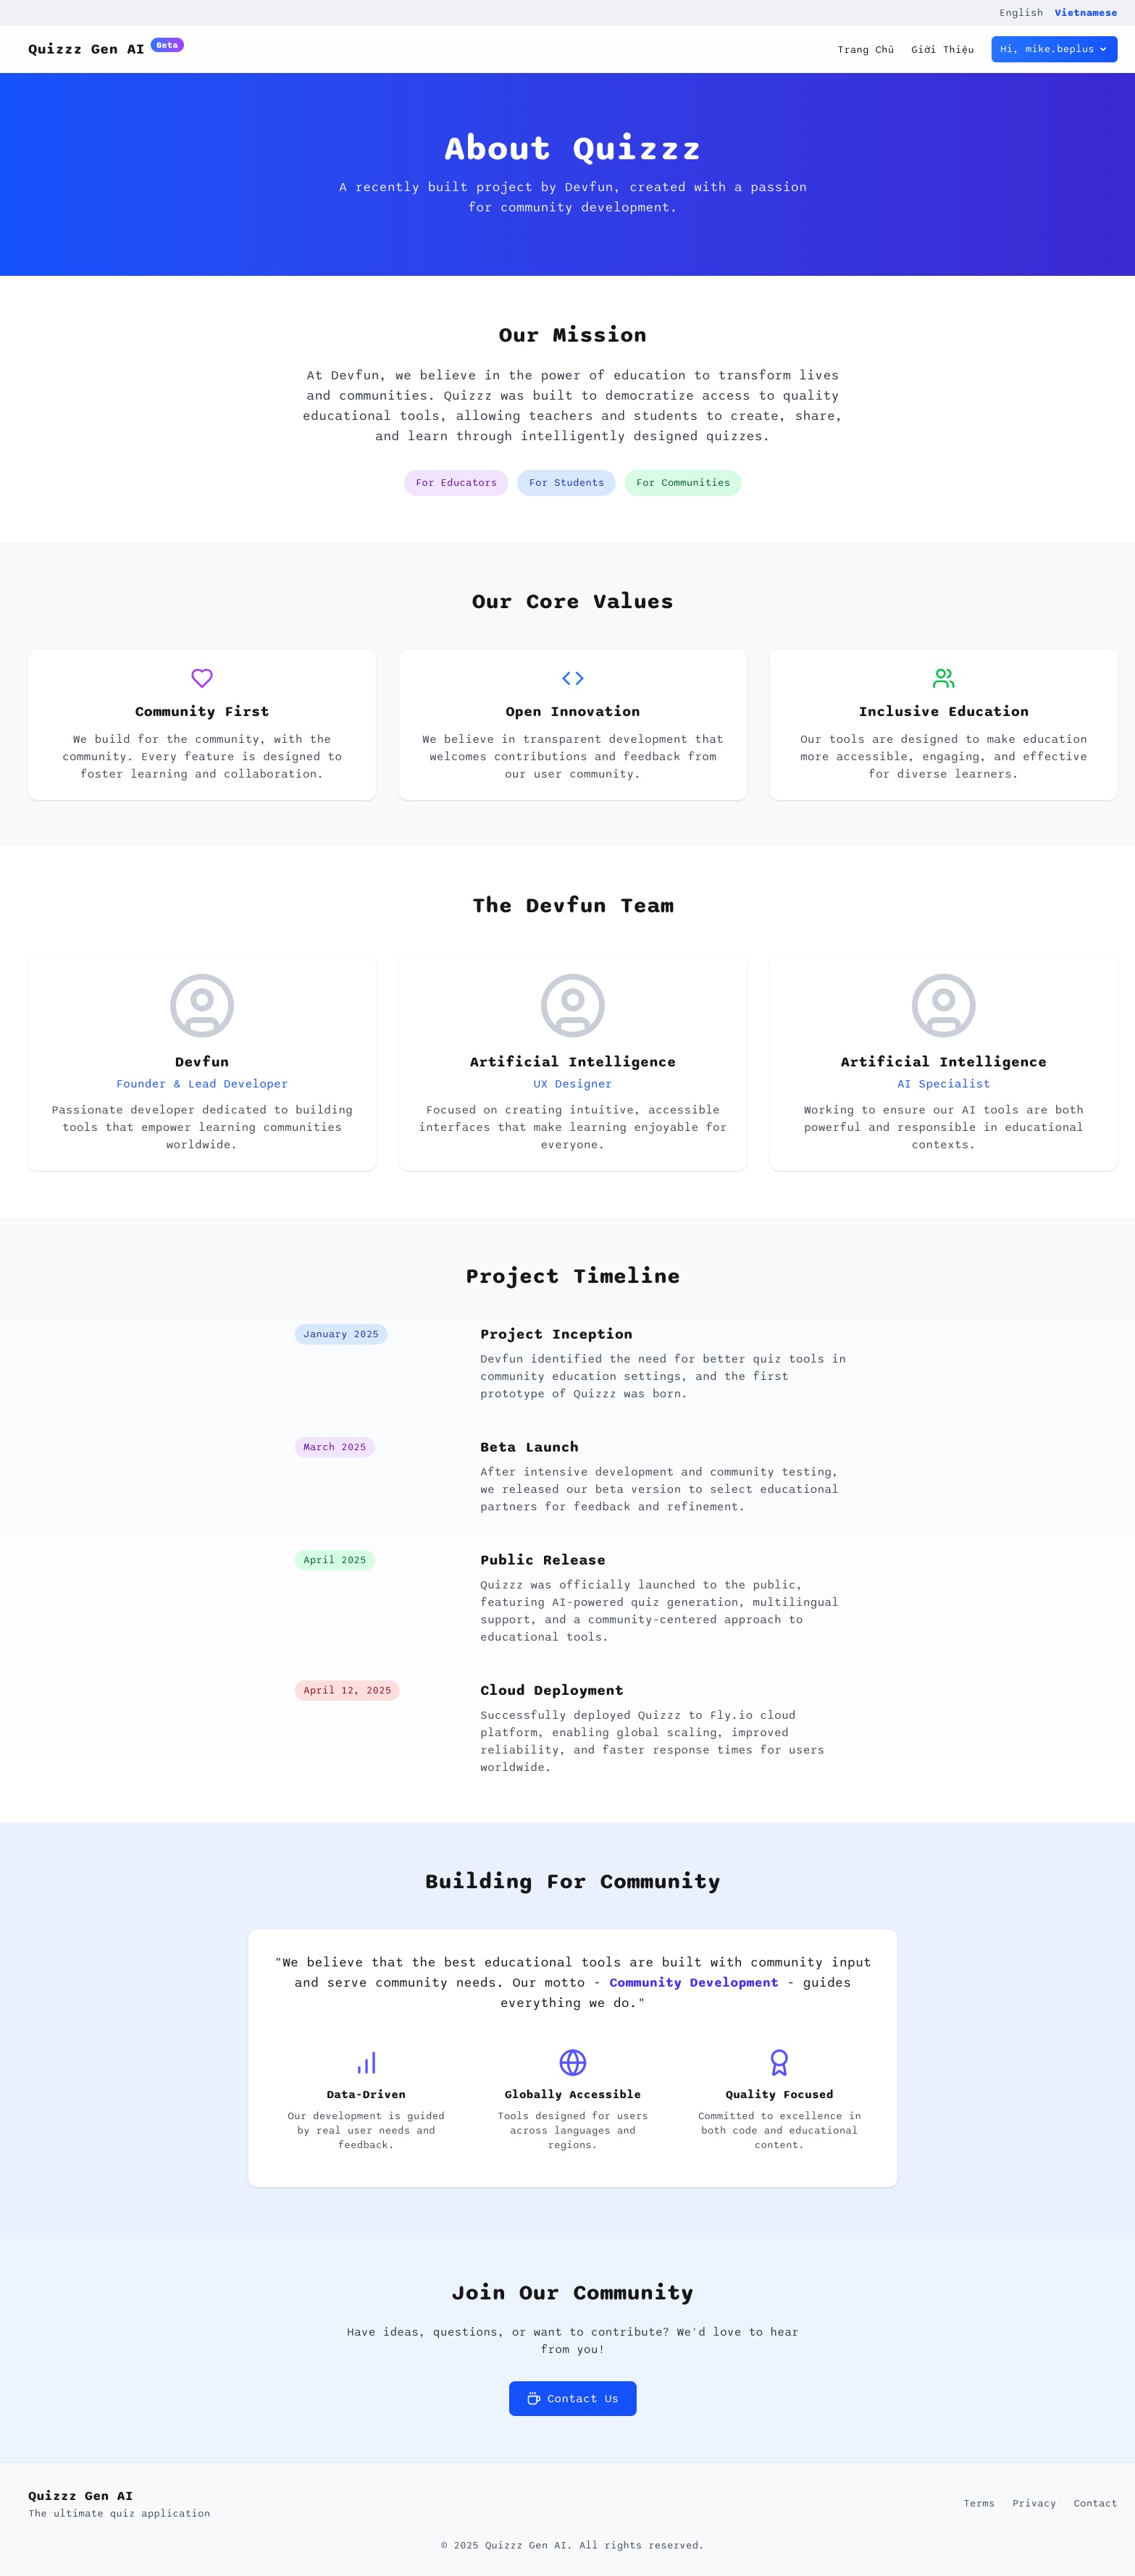 English Vietnamese
Quizzz Gen AI Beta
Trang Chủ Giới Thiệu Hi, mike.beplus
About Quizzz
A recently built project by Devfun, created with a passion
for community development.
Our Mission
At Devfun, we believe in the power of education to transform lives
and communities. Quizzz was built to democratize access to quality
educational tools, allowing teachers and students to create, share,
and learn through intelligently designed quizzes.
For Educators For Students For Communities
Our Core Values
Community First
We build for the community, with the
community. Every feature is designed to
foster learning and collaboration.
Open Innovation
We believe in transparent development that
welcomes contributions and feedback from
our user community.
Inclusive Education
Our tools are designed to make education
more accessible, engaging, and effective
for diverse learners.
The Devfun Team
Devfun
Founder & Lead Developer
Passionate developer dedicated to building
tools that empower learning communities
worldwide.
Artificial Intelligence
UX Designer
Focused on creating intuitive, accessible
interfaces that make learning enjoyable for
everyone.
Artificial Intelligence
AI Specialist
Working to ensure our AI tools are both
powerful and responsible in educational
contexts.
Project Timeline
January 2025
Project Inception
Devfun identified the need for better quiz tools in
community education settings, and the first
prototype of Quizzz was born.
March 2025
Beta Launch
After intensive development and community testing,
we released our beta version to select educational
partners for feedback and refinement.
April 2025
Public Release
Quizzz was officially launched to the public,
featuring AI-powered quiz generation, multilingual
support, and a community-centered approach to
educational tools.
April 12, 2025
Cloud Deployment
Successfully deployed Quizzz to Fly.io cloud
platform, enabling global scaling, improved
reliability, and faster response times for users
worldwide.
Building For Community
"We believe that the best educational tools are built with community input
and serve community needs. Our motto - Community Development - guides
everything we do."
Data-Driven
Our development is guided
by real user needs and
feedback.
Globally Accessible
Tools designed for users
across languages and
regions.
Quality Focused
Committed to excellence in
both code and educational
content.
Join Our Community
Have ideas, questions, or want to contribute? We'd love to hear
from you!
Contact Us
Quizzz Gen AI
The ultimate quiz application
Terms Privacy Contact
© 2025 Quizzz Gen AI. All rights reserved.